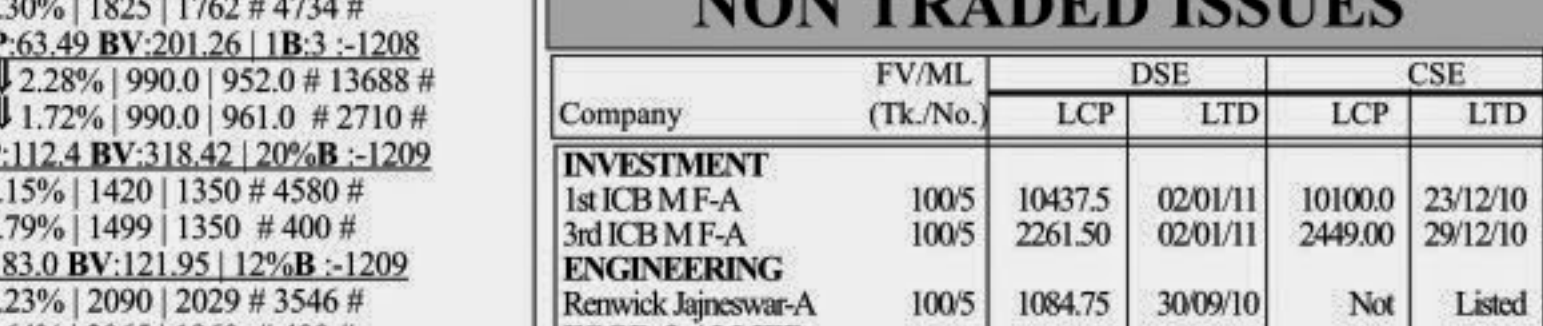 .30% | 1825 | 1762 # 4734 #
P:63.49 BV:201.26 | 1B:3 :-1208
⇓ 2.28% | 990.0 | 952.0 # 13688 #
⇓ 1.72% | 990.0 | 961.0 # 2710 #
:112.4 BV:318.42 | 20%B :-1209
.15% | 1420 | 1350 # 4580 #
.79% | 1499 | 1350 # 400 #
83.0 BV:121.95 | 12%B :-1209
.23% | 2090 | 2029 # 3546 #
NON TRADED ISSUES
FV/ML DSE CSE
Company (Tk./No.) LCP LTD LCP LTD
INVESTMENT
1st ICB M F-A 100/5 10437.5 02/01/11 10100.0 23/12/10
3rd ICB M F-A 100/5 2261.50 02/01/11 2449.00 29/12/10
ENGINEERING
Renwick Jajneswar-A 100/5 1084.75 30/09/10 Not Listed